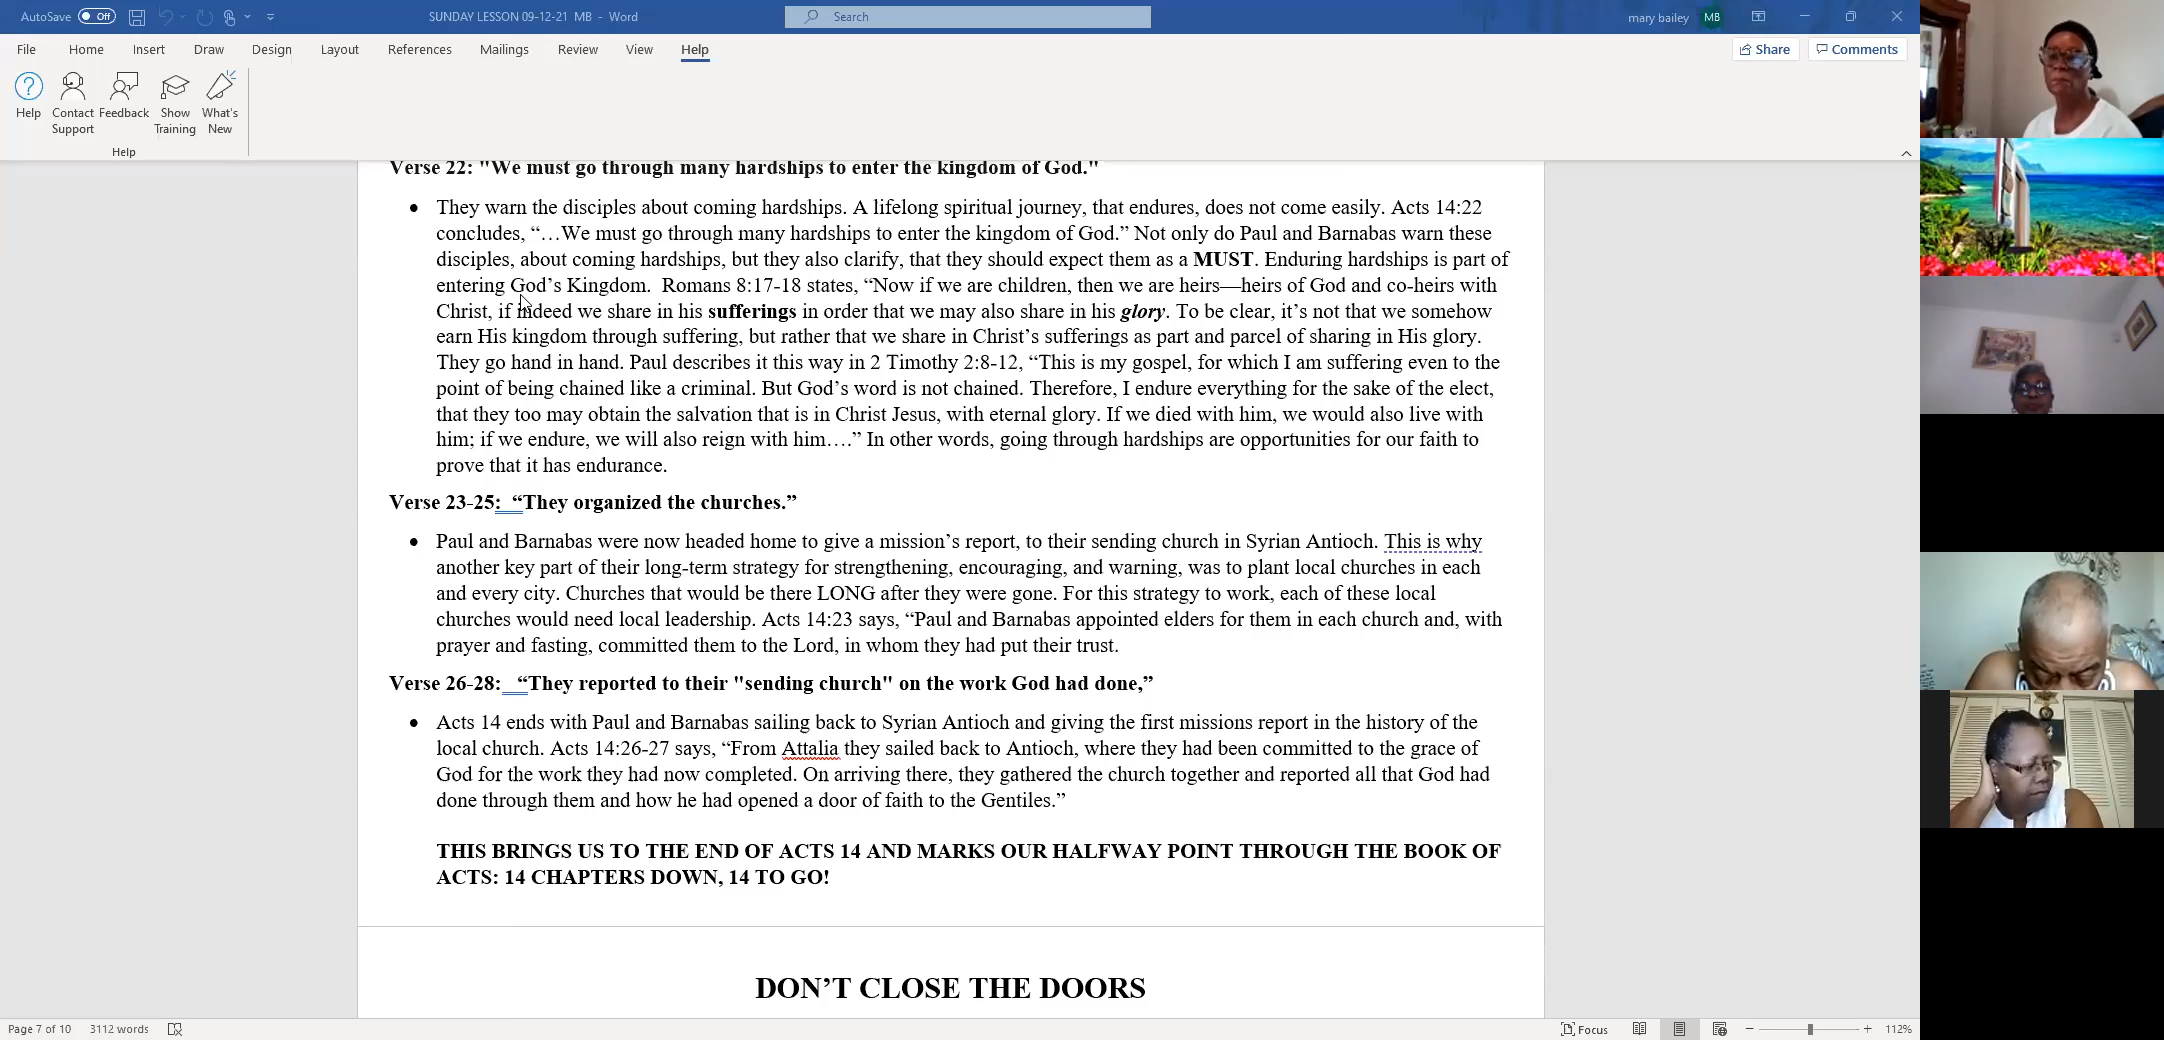 AutoSave Off SUNDAY LESSON 09-12-21 MB - Word Search mary bailey MB
File Home Insert Draw Design Layout References Mailings Review View Help Share Comments
Help Contact Support Feedback Show Training What's New
Help
Verse 22: "We must go through many hardships to enter the kingdom of God."
• They warn the disciples about coming hardships. A lifelong spiritual journey, that endures, does not come easily. Acts 14:22
concludes, “…We must go through many hardships to enter the kingdom of God.” Not only do Paul and Barnabas warn these
disciples, about coming hardships, but they also clarify, that they should expect them as a MUST. Enduring hardships is part of
entering God’s Kingdom.  Romans 8:17-18 states, “Now if we are children, then we are heirs—heirs of God and co-heirs with
Christ, if indeed we share in his sufferings in order that we may also share in his glory. To be clear, it’s not that we somehow
earn His kingdom through suffering, but rather that we share in Christ’s sufferings as part and parcel of sharing in His glory.
They go hand in hand. Paul describes it this way in 2 Timothy 2:8-12, “This is my gospel, for which I am suffering even to the
point of being chained like a criminal. But God’s word is not chained. Therefore, I endure everything for the sake of the elect,
that they too may obtain the salvation that is in Christ Jesus, with eternal glory. If we died with him, we would also live with
him; if we endure, we will also reign with him….” In other words, going through hardships are opportunities for our faith to
prove that it has endurance.
Verse 23-25:  “They organized the churches.”
• Paul and Barnabas were now headed home to give a mission’s report, to their sending church in Syrian Antioch. This is why
another key part of their long-term strategy for strengthening, encouraging, and warning, was to plant local churches in each
and every city. Churches that would be there LONG after they were gone. For this strategy to work, each of these local
churches would need local leadership. Acts 14:23 says, “Paul and Barnabas appointed elders for them in each church and, with
prayer and fasting, committed them to the Lord, in whom they had put their trust.
Verse 26-28:  “They reported to their "sending church" on the work God had done,”
• Acts 14 ends with Paul and Barnabas sailing back to Syrian Antioch and giving the first missions report in the history of the
local church. Acts 14:26-27 says, “From Attalia they sailed back to Antioch, where they had been committed to the grace of
God for the work they had now completed. On arriving there, they gathered the church together and reported all that God had
done through them and how he had opened a door of faith to the Gentiles.”
THIS BRINGS US TO THE END OF ACTS 14 AND MARKS OUR HALFWAY POINT THROUGH THE BOOK OF
ACTS: 14 CHAPTERS DOWN, 14 TO GO!
DON’T CLOSE THE DOORS
Page 7 of 10 3112 words Focus 112%